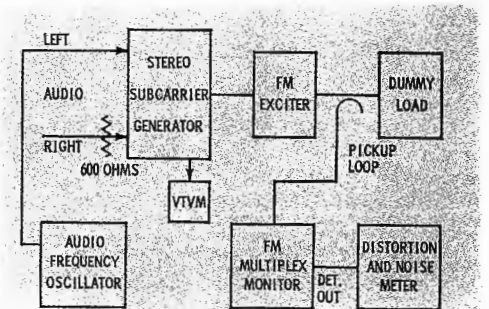 LEFT
AUDIO
RIGHT
600 OHMS
STEREO
SUBCARRIER
GENERATOR
VTVM
FM
EXCITER
DUMMY
LOAD
PICKUP
LOOP
AUDIO
FREQUENCY
OSCILLATOR
FM
MULTIPLEX
MONITOR
DET.
OUT
DISTORTION
AND NOISE
METER